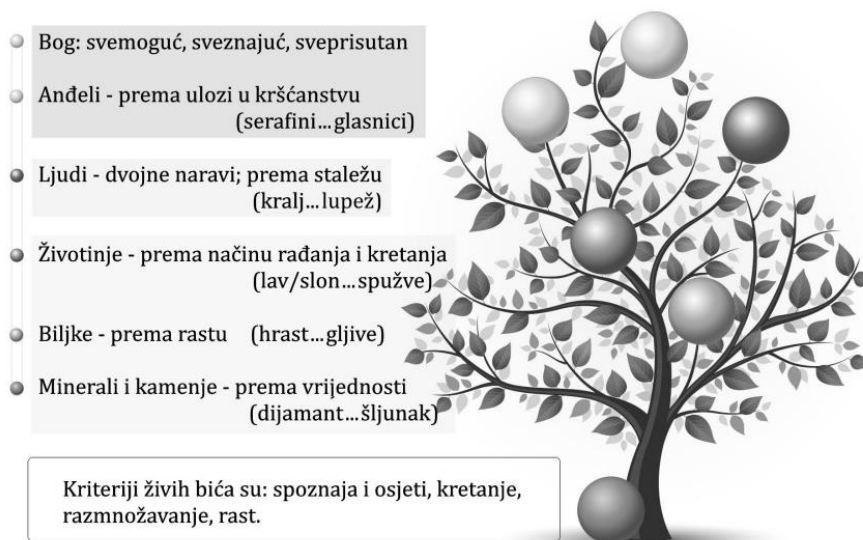 Bog: svemoguć, sveznajuć, sveprisutan
Anđeli - prema ulozi u kršćanstvu
(serafini...glasnici)
Ljudi - dvojne naravi; prema staležu
(kralj...lupež)
Životinje - prema načinu rađanja i kretanja
(lav/slon...spužve)
Biljke - prema rastu (hrast...gljive)
Minerali i kamenje - prema vrijednosti
(dijamant...šljunak)
Kriteriji živih bića su: spoznaja i osjeti, kretanje,
razmnožavanje, rast.